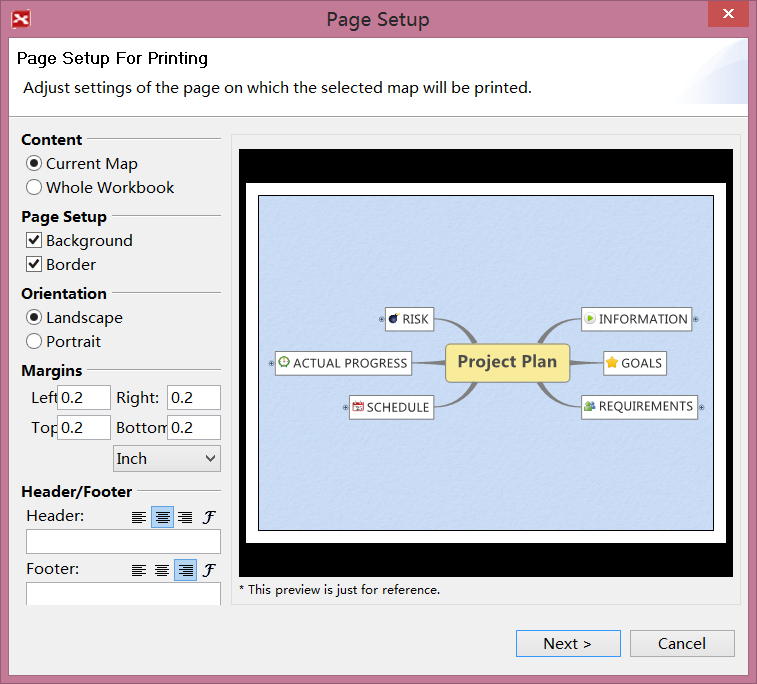 Page Setup
Page Setup For Printing
Adjust settings of the page on which the selected map will be printed.
Content
Current Map
Whole Workbook
Page Setup
Background
Border
Orientation
Landscape
Portrait
Margins
Left 0.2 Right: 0.2
Top 0.2 Bottom 0.2
Inch
Header/Footer
Header:
F
Footer:
F
RISK
INFORMATION
ACTUAL PROGRESS
Project Plan
GOALS
SCHEDULE
REQUIREMENTS
* This preview is just for reference.
Next >
Cancel